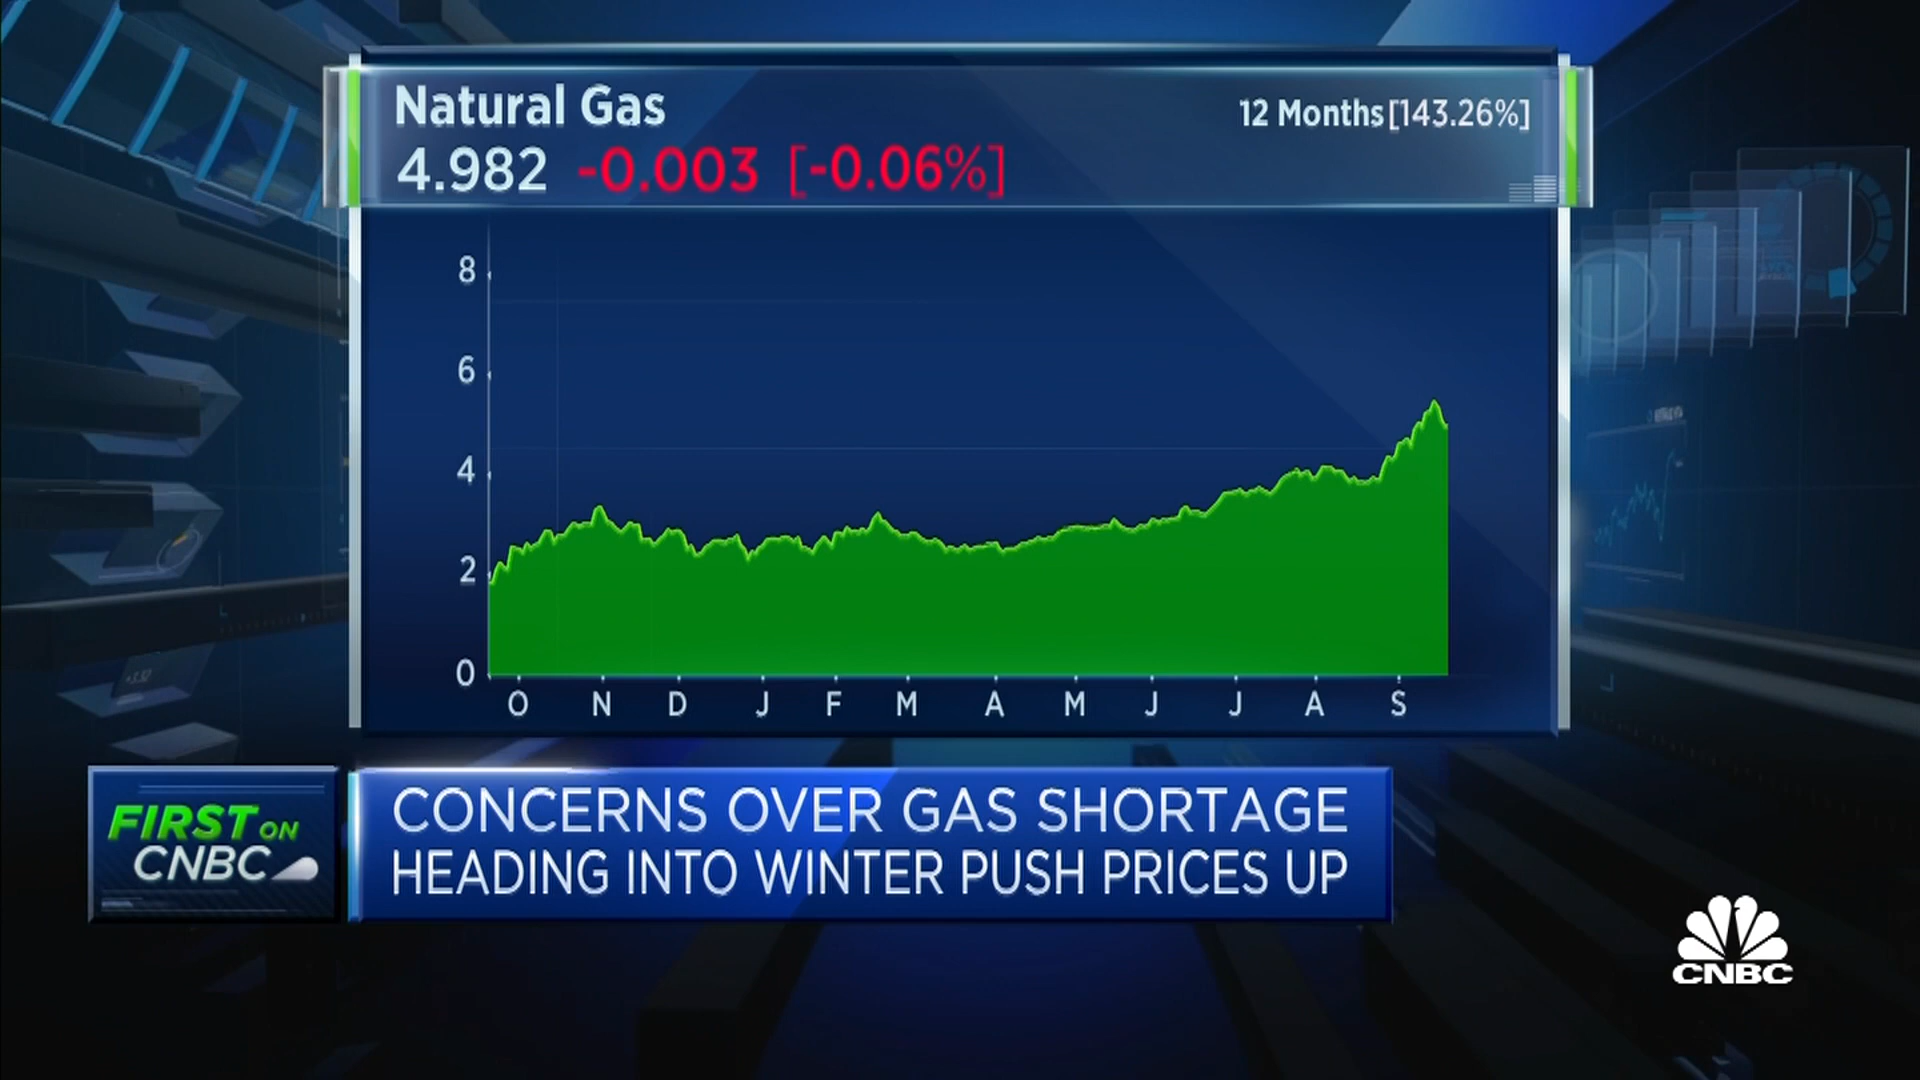 Natural Gas
12 Months[143.26%]
4.982 -0.003 [-0.06%]
8
6
4
2
0
O N D J F M A M J J A S
FIRST ON
CNBC
CONCERNS OVER GAS SHORTAGE
HEADING INTO WINTER PUSH PRICES UP
CNBC